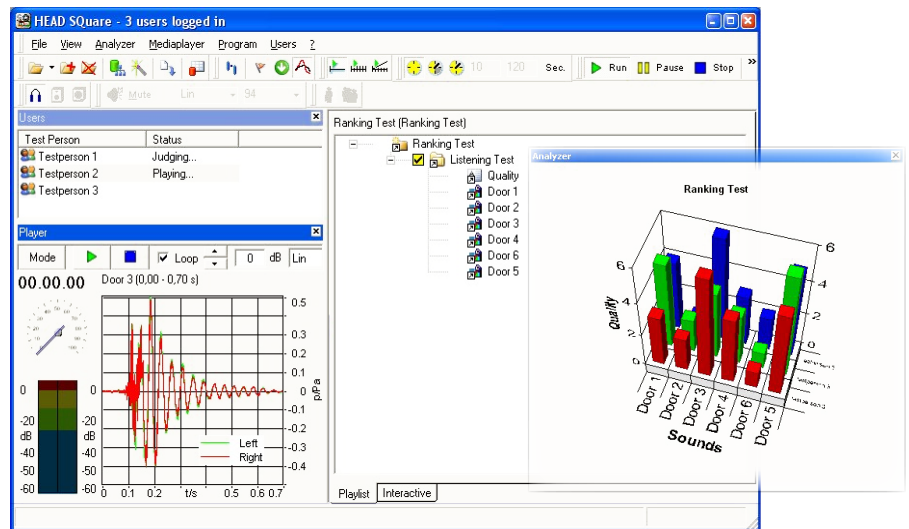 HEAD SQuare - 3 users logged in
File View Analyzer Mediaplayer Program Users ?
10 120 Sec. Run Pause Stop »
Mute Lin 94
Users
Test Person Status
Testperson 1 Judging...
Testperson 2 Playing...
Testperson 3
Player
Mode Loop 0 dB Lin
00.00.00 Door 3 (0,00 - 0,70 s)
0.5
0.3
0.2
0.1
0 0 0 p/Pa
-0.1
-20 -20 -0.2
dB dB Left
-40 -40 -0.3
-50 -50 Right -0.4
-60 -60 0 0.1 0.2 t/s 0.5 0.6 0.7
Ranking Test (Ranking Test)
Ranking Test
Listening Test
Quality
Door 1
Door 2
Door 3
Door 4
Door 6
Door 5
Playlist Interactive
Analyzer
Ranking Test
Quality
6 4 2 0
6 4 2 0
Door 1 Door 2 Door 3 Door 4 Door 6 Door 5
Sounds